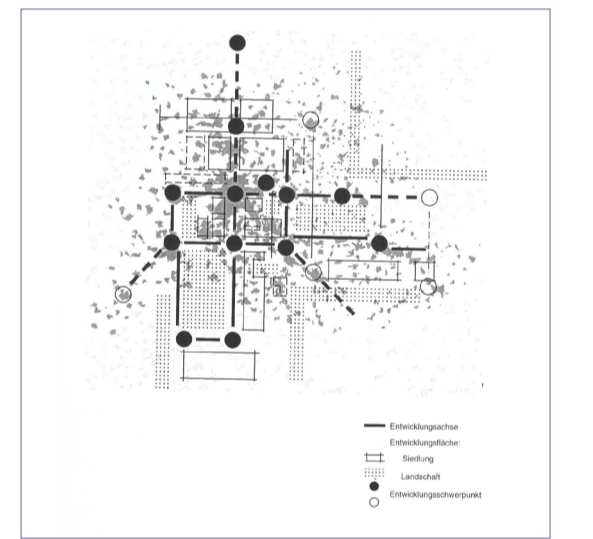 Entwicklungsachse
Entwicklungsfläche:
Siedlung
Landschaft
Entwicklungsschwerpunkt